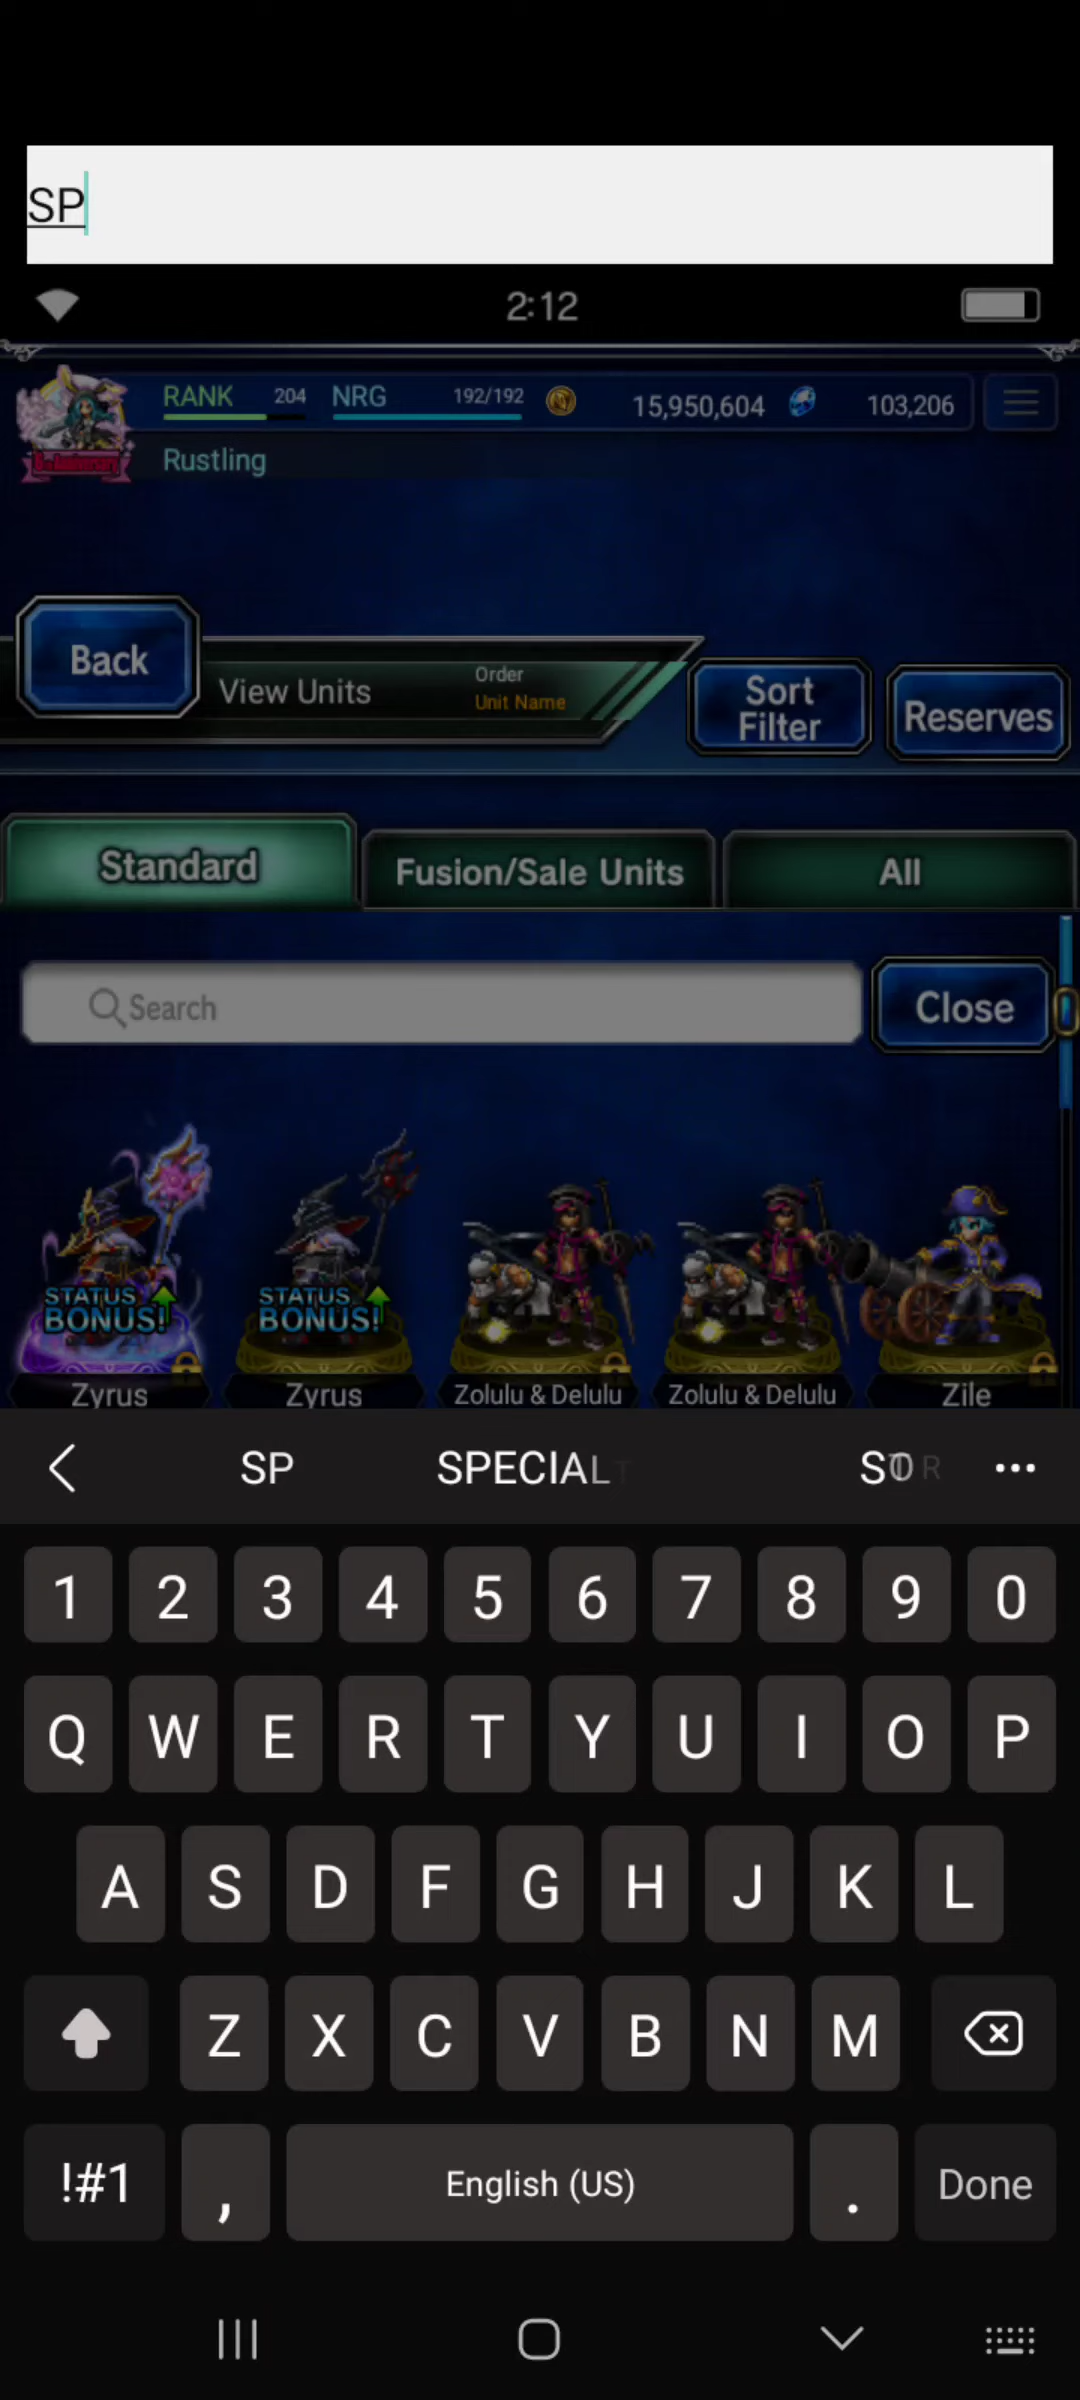 SP
2:12
RANK 204 NRG 192/192 15,950,604 103,206
8th Anniversary
Rustling
Back
View Units
Order
Unit Name
Sort
Filter
Reserves
Standard
Fusion/Sale Units
All
Search
Close
STATUS
BONUS!
STATUS
BONUS!
Zyrus
Zyrus
Zolulu & Delulu
Zolulu & Delulu
Zile
SP SPECIAL
1 2 3 4 5 6 7 8 9 0
Q W E R T Y U I O P
A S D F G H J K L
Z X C V B N M
!#1 , English (US) . Done